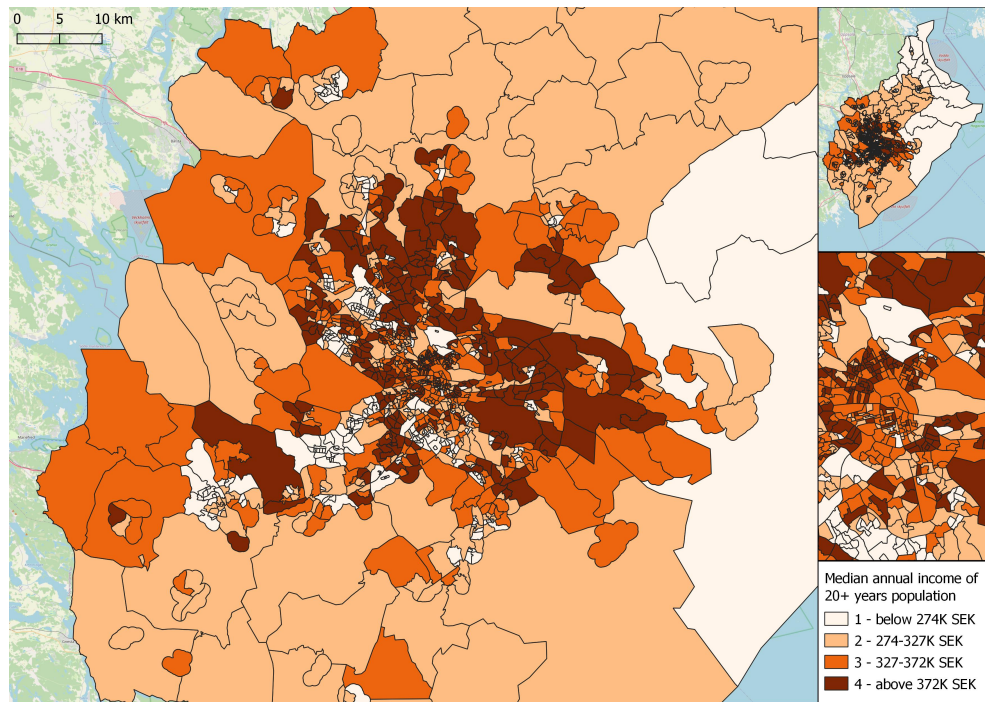 0 5 10 km
Median annual income of
20+ years population
1 - below 274K SEK
2 - 274-327K SEK
3 - 327-372K SEK
4 - above 372K SEK